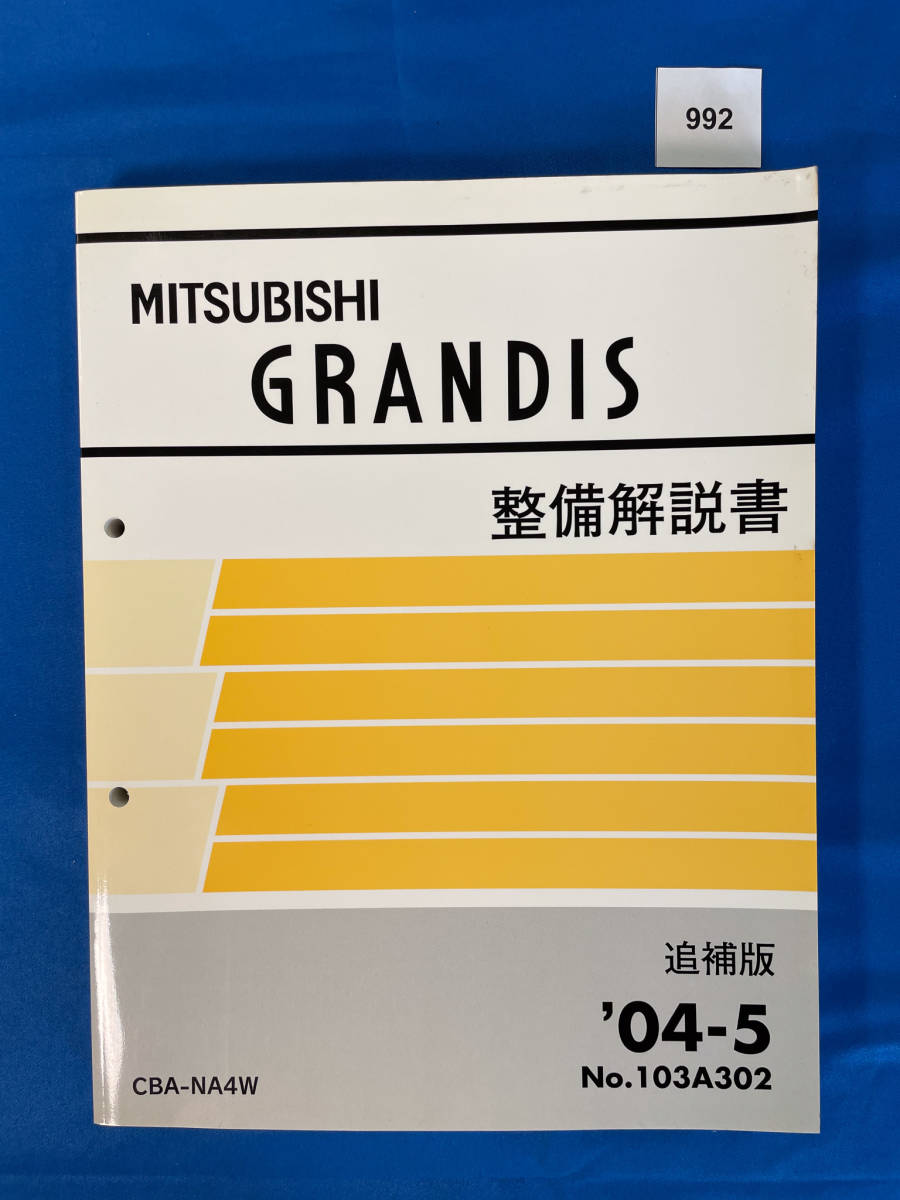 992
MITSUBISHI
GRANDIS
整備解説書
追補版
’04-5
No.103A302
CBA-NA4W